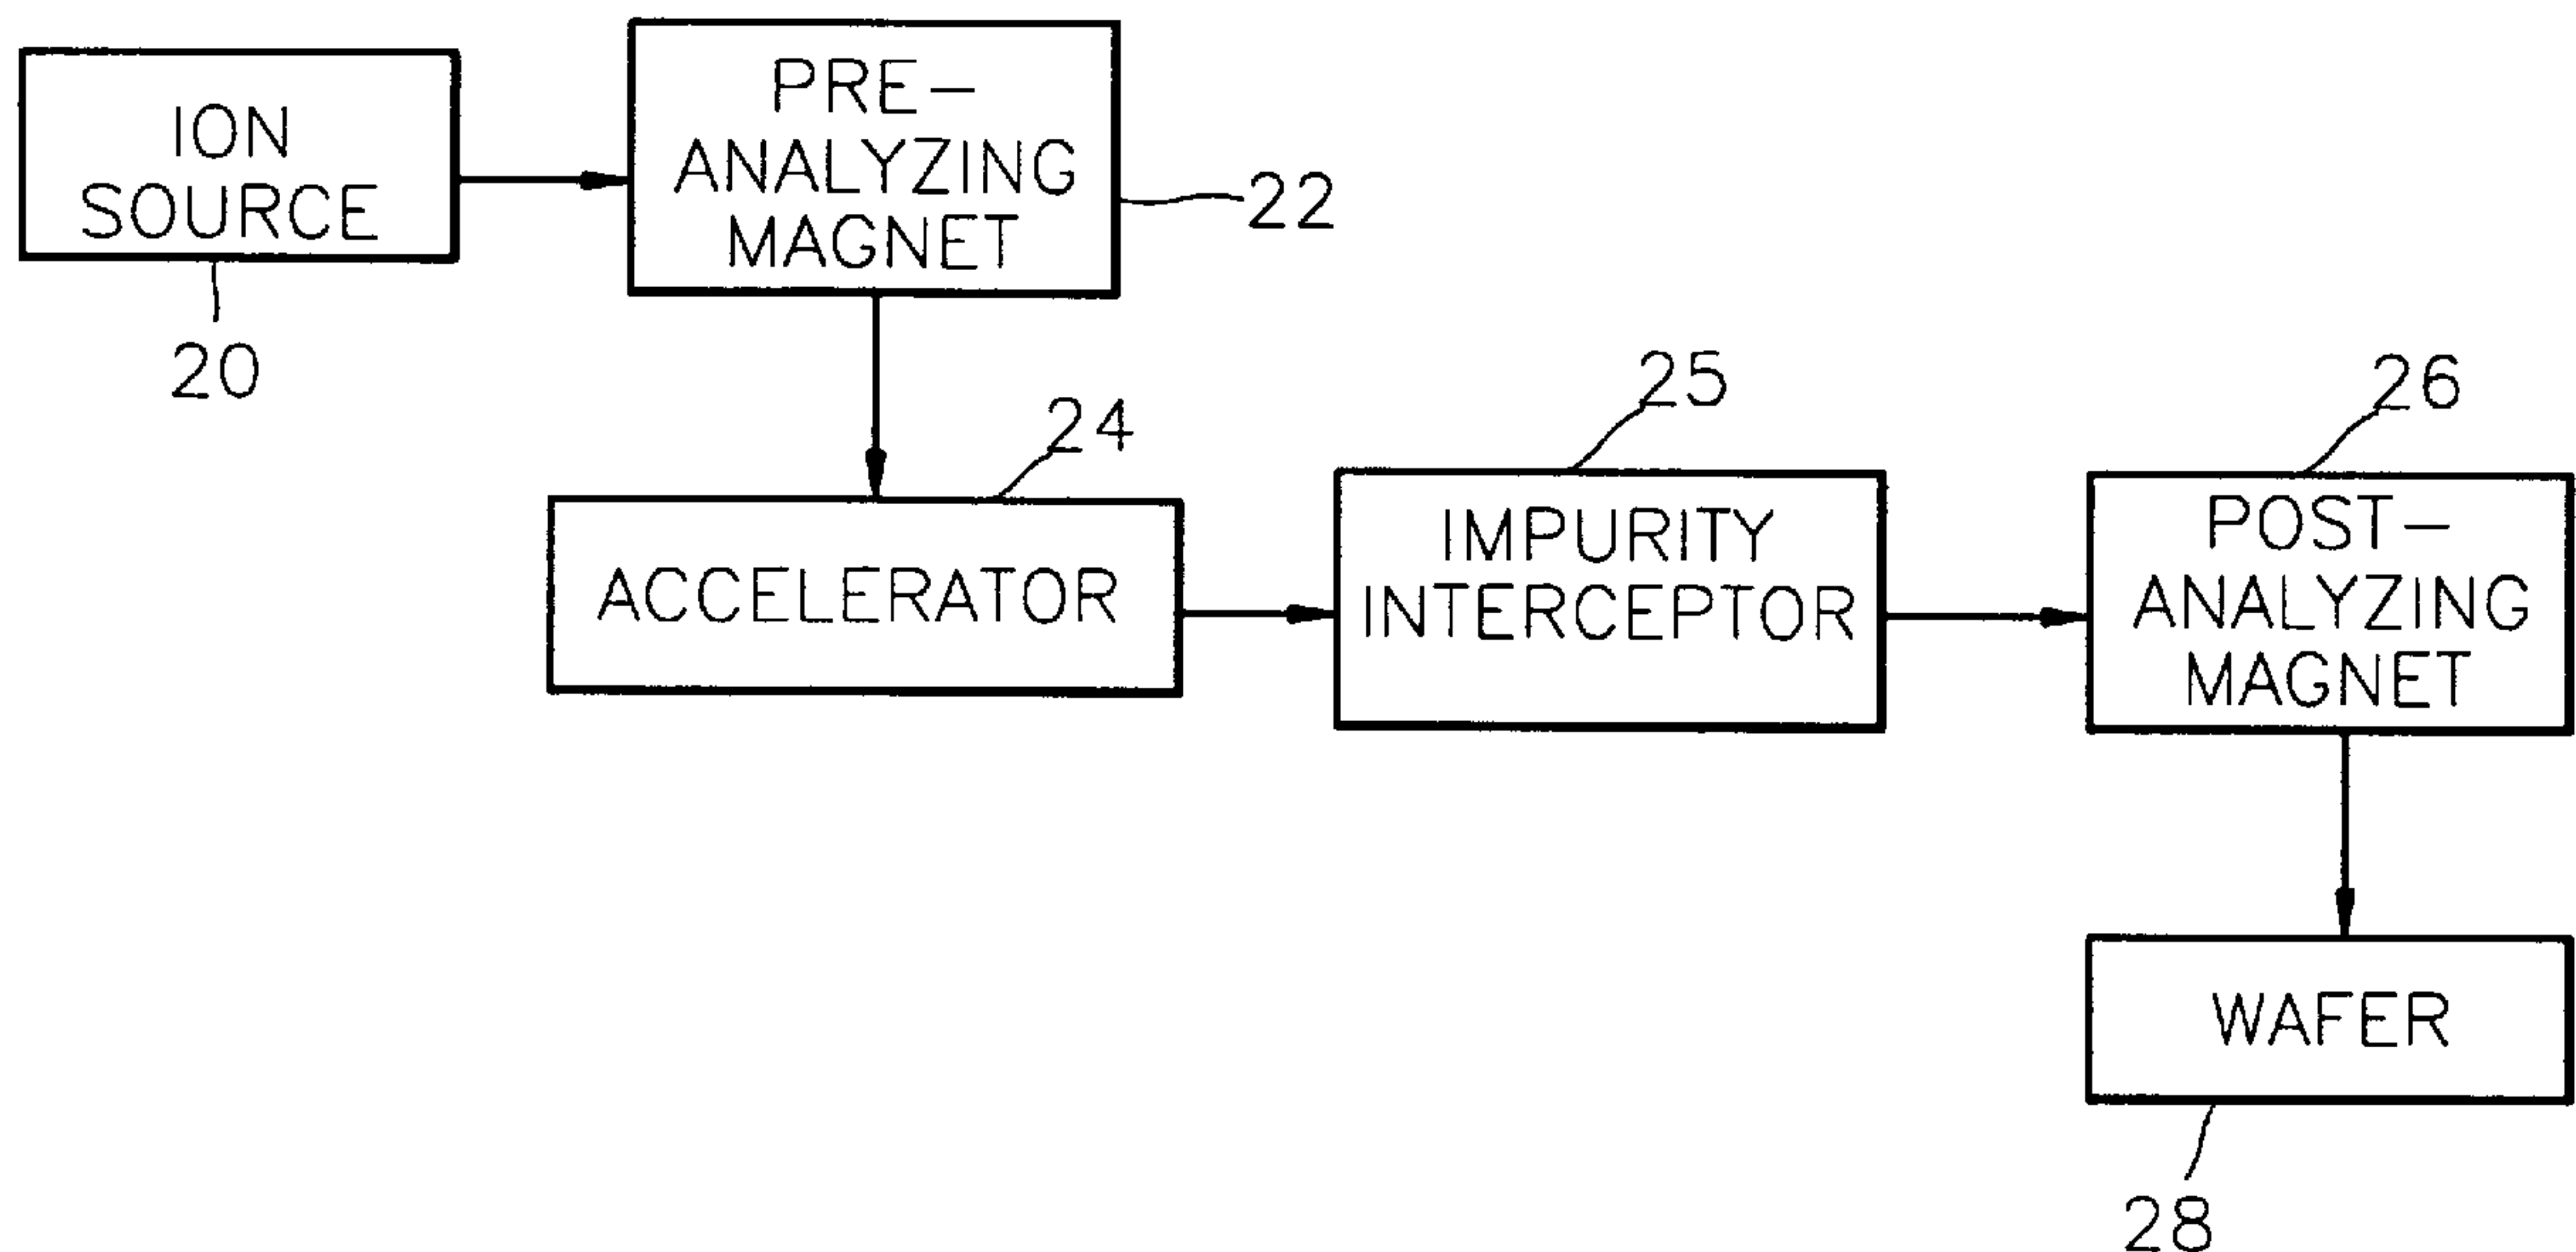 ION
SOURCE
20
PRE-
ANALYZING
MAGNET
22
24
ACCELERATOR
25
IMPURITY
INTERCEPTOR
26
POST-
ANALYZING
MAGNET
WAFER
28